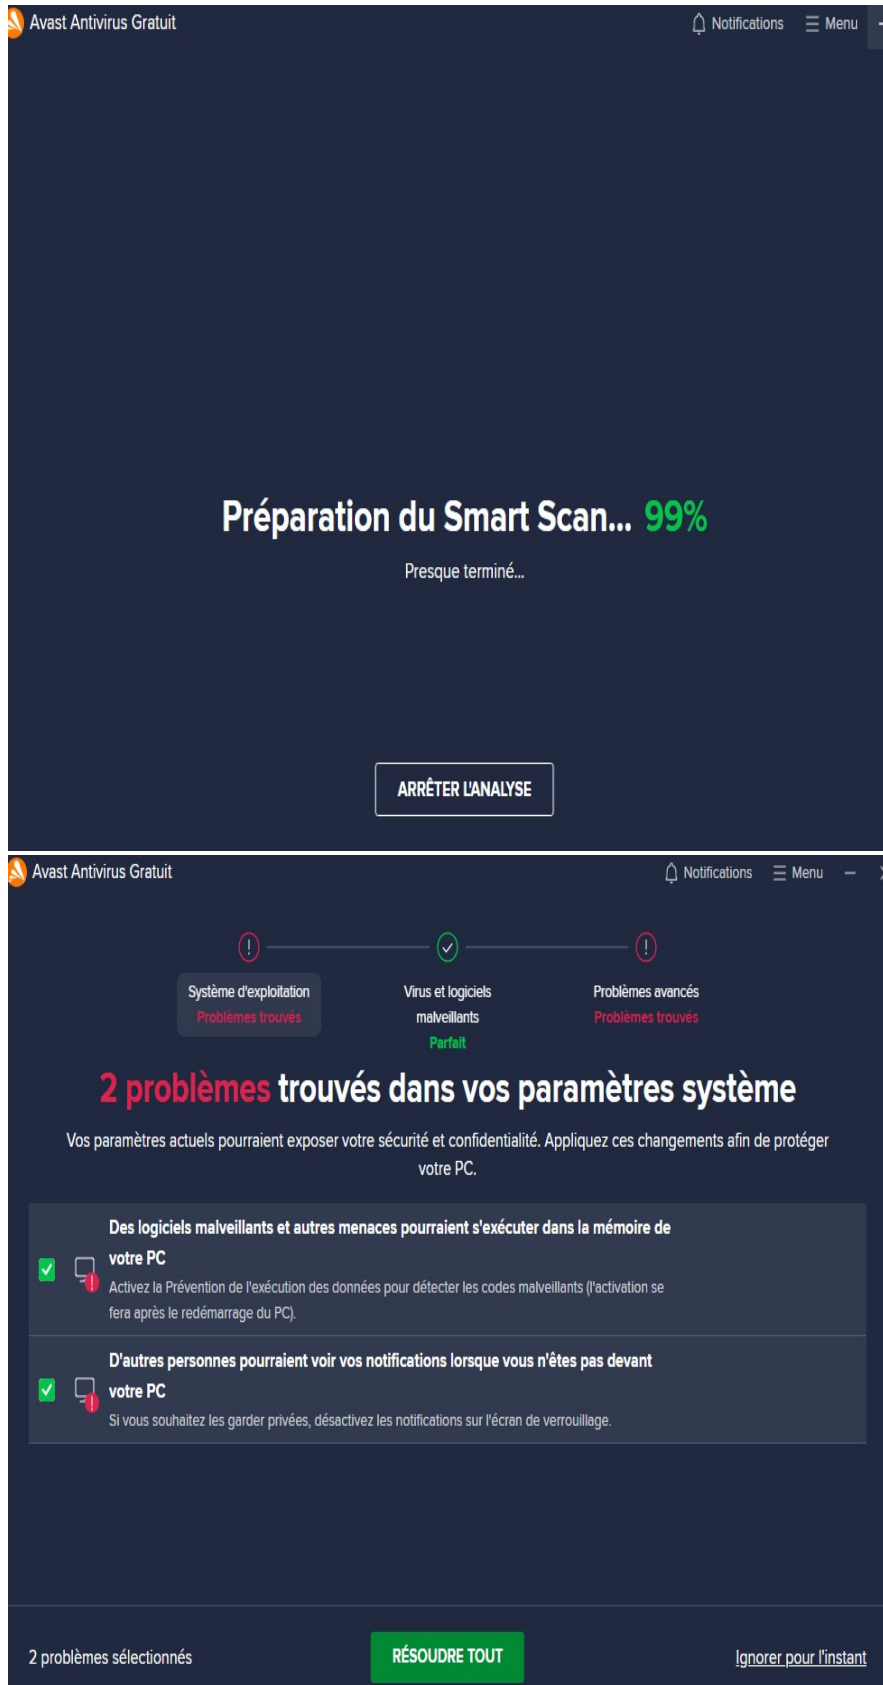 Avast Antivirus Gratuit
Notifications
Menu
Préparation du Smart Scan... 99%
Presque terminé...
ARRÊTER L'ANALYSE
Avast Antivirus Gratuit
Notifications
Menu
Système d'exploitation
Problèmes trouvés
Virus et logiciels
malveillants
Parfait
Problèmes avancés
Problèmes trouvés
2 problèmes trouvés dans vos paramètres système
Vos paramètres actuels pourraient exposer votre sécurité et confidentialité. Appliquez ces changements afin de protéger
votre PC.
Des logiciels malveillants et autres menaces pourraient s'exécuter dans la mémoire de
votre PC
Activez la Prévention de l'exécution des données pour détecter les codes malveillants (l'activation se
fera après le redémarrage du PC).
D'autres personnes pourraient voir vos notifications lorsque vous n'êtes pas devant
votre PC
Si vous souhaitez les garder privées, désactivez les notifications sur l'écran de verrouillage.
2 problèmes sélectionnés
RÉSOUDRE TOUT
Ignorer pour l'instant